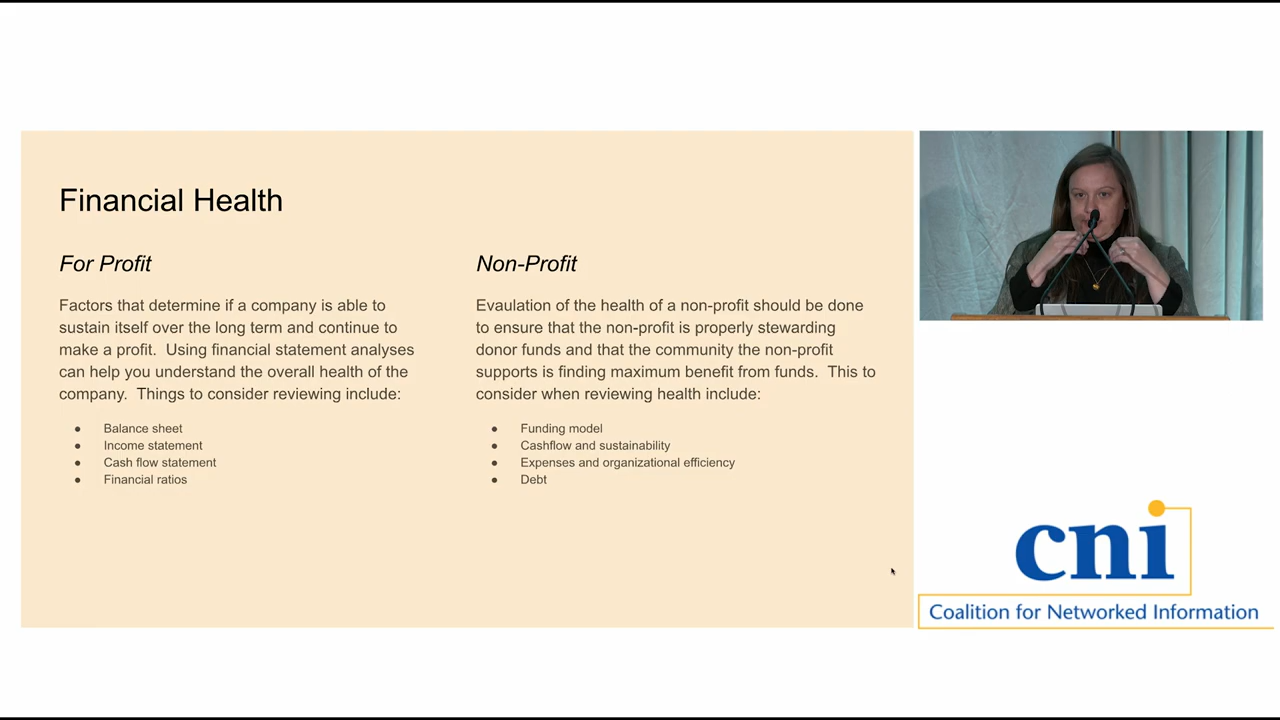 Financial Health
For Profit
Factors that determine if a company is able to
sustain itself over the long term and continue to
make a profit.  Using financial statement analyses
can help you understand the overall health of the
company.  Things to consider reviewing include:
● Balance sheet
● Income statement
● Cash flow statement
● Financial ratios
Non-Profit
Evaulation of the health of a non-profit should be done
to ensure that the non-profit is properly stewarding
donor funds and that the community the non-profit
supports is finding maximum benefit from funds.  This to
consider when reviewing health include:
● Funding model
● Cashflow and sustainability
● Expenses and organizational efficiency
● Debt
cni
Coalition for Networked Information